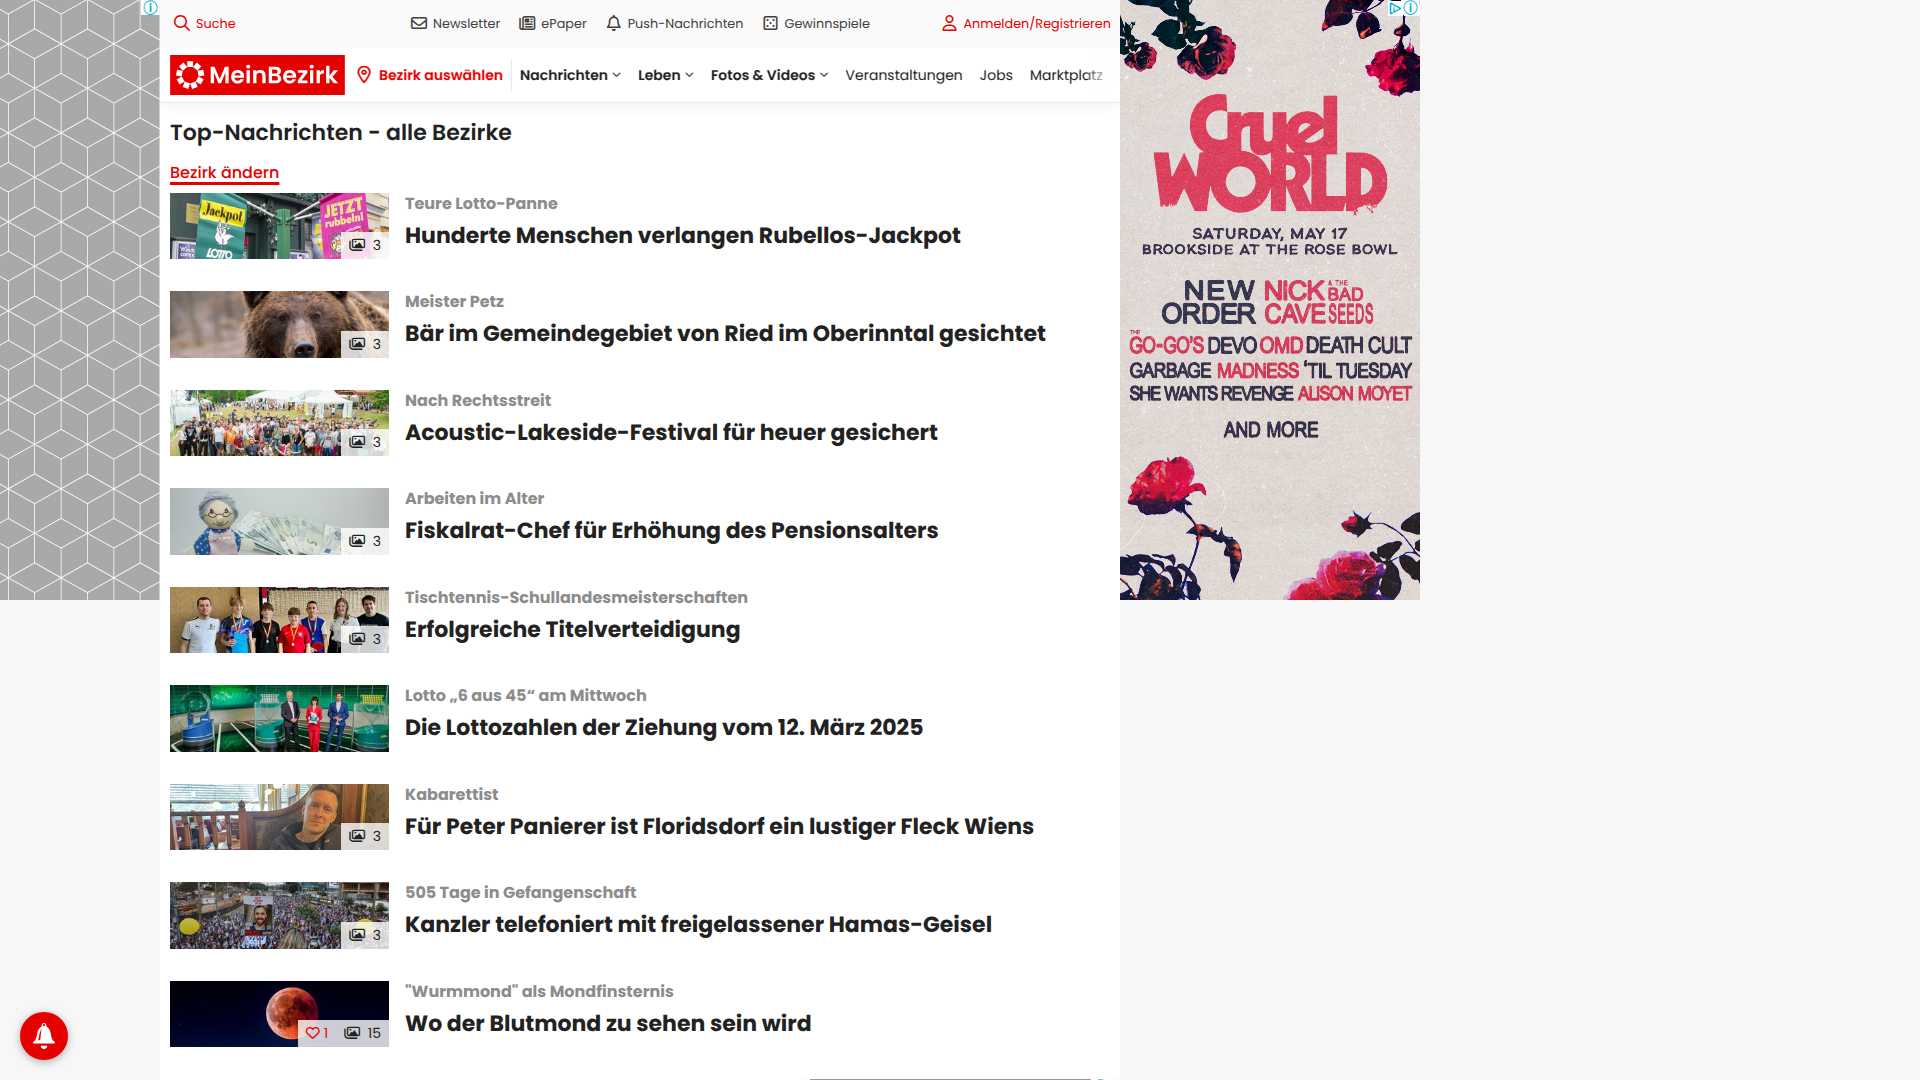 Suche
Newsletter
ePaper
Push-Nachrichten
Gewinnspiele
Anmelden/Registrieren
MeinBezirk
Bezirk auswählen
Nachrichten
Leben
Fotos & Videos
Veranstaltungen
Jobs
Marktplatz
Top-Nachrichten - alle Bezirke
Bezirk ändern
Jackpot
LOTTO
JETZT
rubbeln!
3
Teure Lotto-Panne
Hunderte Menschen verlangen Rubellos-Jackpot
3
Meister Petz
Bär im Gemeindegebiet von Ried im Oberinntal gesichtet
3
Nach Rechtsstreit
Acoustic-Lakeside-Festival für heuer gesichert
3
Arbeiten im Alter
Fiskalrat-Chef für Erhöhung des Pensionsalters
3
Tischtennis-Schullandesmeisterschaften
Erfolgreiche Titelverteidigung
Lotto „6 aus 45“ am Mittwoch
Die Lottozahlen der Ziehung vom 12. März 2025
3
Kabarettist
Für Peter Panierer ist Floridsdorf ein lustiger Fleck Wiens
3
505 Tage in Gefangenschaft
Kanzler telefoniert mit freigelassener Hamas-Geisel
1 15
"Wurmmond" als Mondfinsternis
Wo der Blutmond zu sehen sein wird
Cruel
WORLD
SATURDAY, MAY 17
BROOKSIDE AT THE ROSE BOWL
NEW ORDER
NICK CAVE & THE BAD SEEDS
THE GO-GO'S DEVO OMD DEATH CULT
GARBAGE MADNESS 'TIL TUESDAY
SHE WANTS REVENGE ALISON MOYET
AND MORE